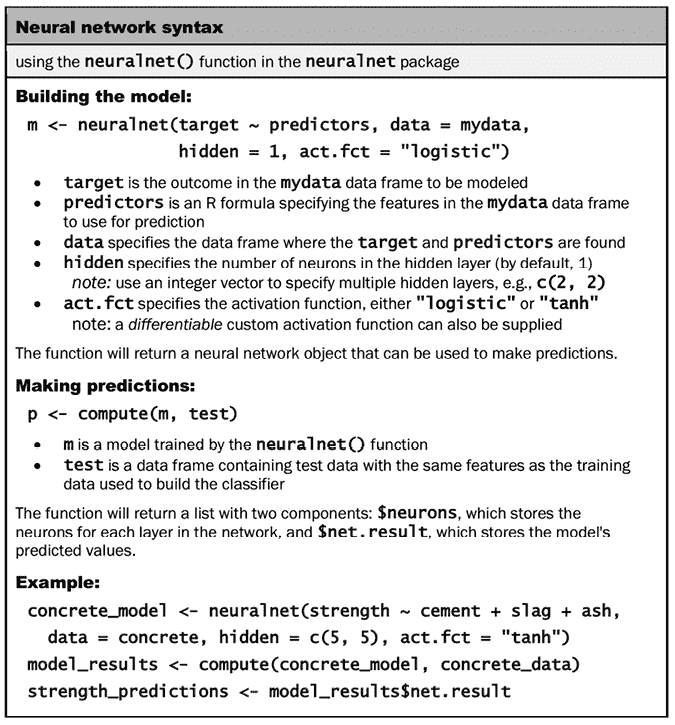 Neural network syntax
using the neuralnet() function in the neuralnet package
Building the model:
m <- neuralnet(target ~ predictors, data = mydata,
hidden = 1, act.fct = "logistic")
• target is the outcome in the mydata data frame to be modeled
• predictors is an R formula specifying the features in the mydata data frame
to use for prediction
• data specifies the data frame where the target and predictors are found
• hidden specifies the number of neurons in the hidden layer (by default, 1)
note: use an integer vector to specify multiple hidden layers, e.g., c(2, 2)
• act.fct specifies the activation function, either "logistic" or "tanh"
note: a differentiable custom activation function can also be supplied
The function will return a neural network object that can be used to make predictions.
Making predictions:
p <- compute(m, test)
• m is a model trained by the neuralnet() function
• test is a data frame containing test data with the same features as the training
data used to build the classifier
The function will return a list with two components: $neurons, which stores the
neurons for each layer in the network, and $net.result, which stores the model's
predicted values.
Example:
concrete_model <- neuralnet(strength ~ cement + slag + ash,
data = concrete, hidden = c(5, 5), act.fct = "tanh")
model_results <- compute(concrete_model, concrete_data)
strength_predictions <- model_results$net.result